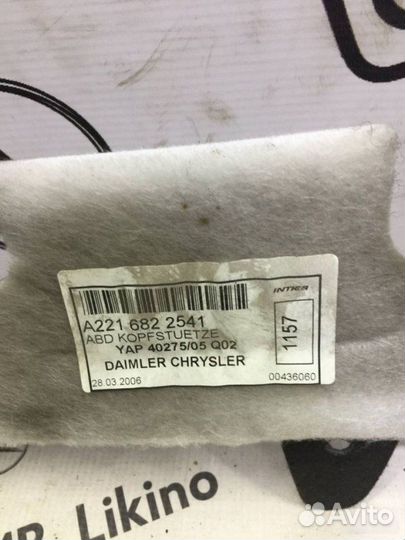 INTIER
A221 682 2541
ABD KOPFSTUETZE
YAP 40275/05 Q02
DAIMLER CHRYSLER
1157
28.03.2006
00436060
Likino
Avito